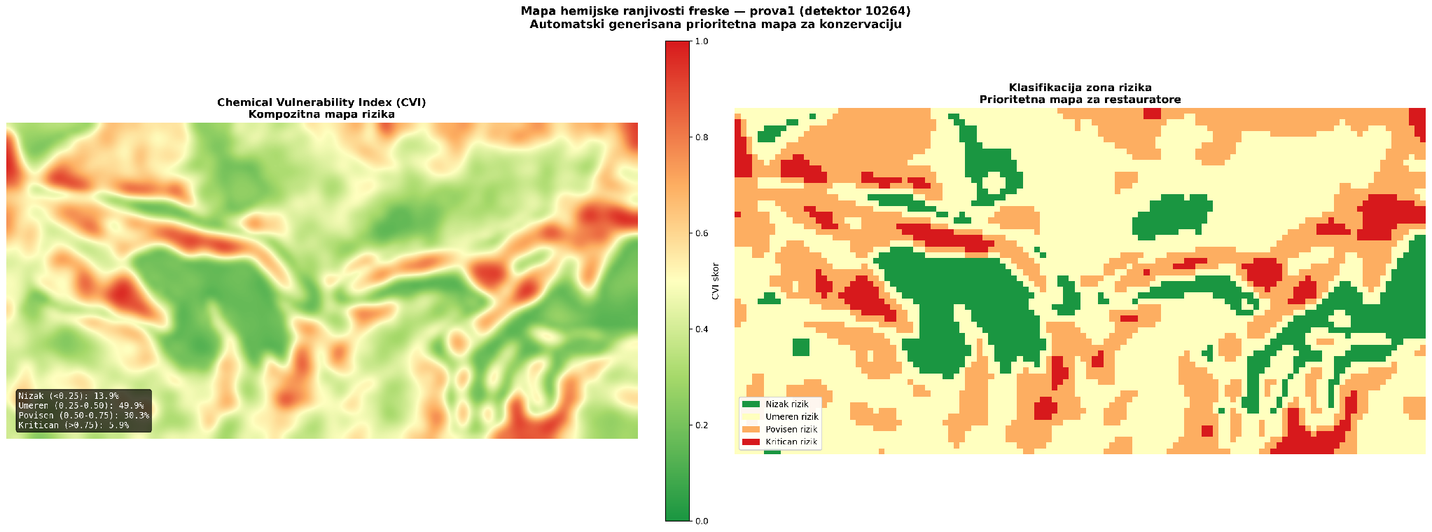 Mapa hemijske ranjivosti freske — prova1 (detektor 10264)
Automatski generisana prioritetna mapa za konzervaciju
Chemical Vulnerability Index (CVI)
Kompozitna mapa rizika
Nizak (<0.25): 13.9%
Umeren (0.25-0.50): 49.9%
Povisen (0.50-0.75): 30.3%
Kritican (>0.75): 5.9%
1.0
0.8
0.6
0.4
0.2
0.0
CVI skor
Klasifikacija zona rizika
Prioritetna mapa za restauratore
Nizak rizik
Umeren rizik
Povisen rizik
Kritican rizik